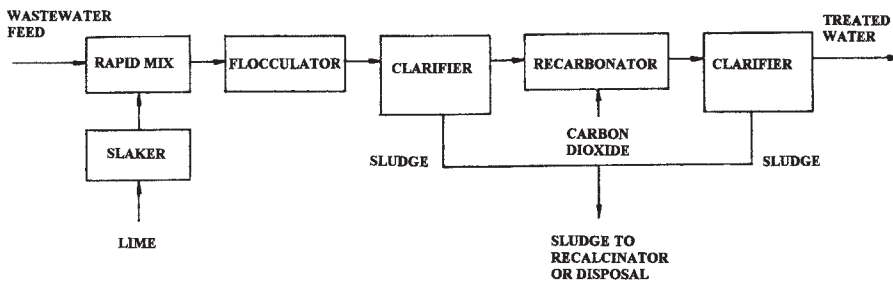 WASTEWATER
FEED
TREATED
WATER
RAPID MIX
FLOCCULATOR
CLARIFIER
RECARBONATOR
CLARIFIER
SLAKER
CARBON
DIOXIDE
SLUDGE
SLUDGE
LIME
SLUDGE TO
RECALCINATOR
OR DISPOSAL